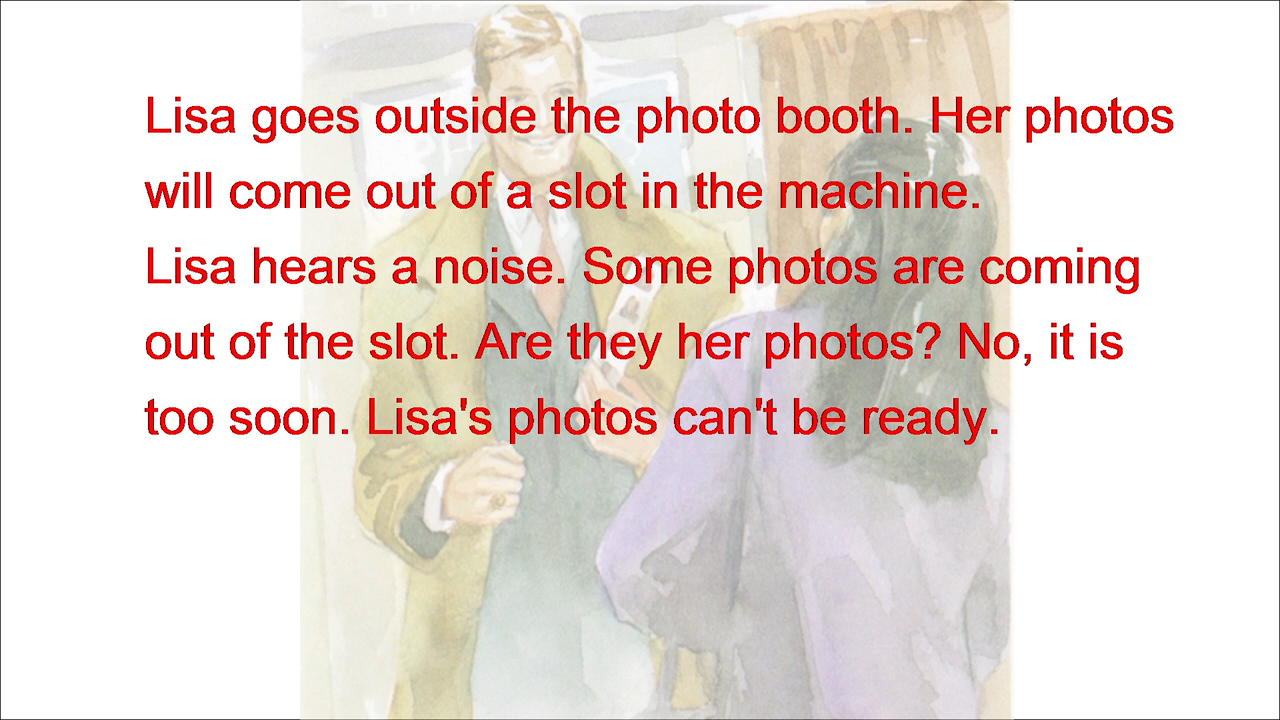 Lisa goes outside the photo booth. Her photos
will come out of a slot in the machine.
Lisa hears a noise. Some photos are coming
out of the slot. Are they her photos? No, it is
too soon. Lisa's photos can't be ready.